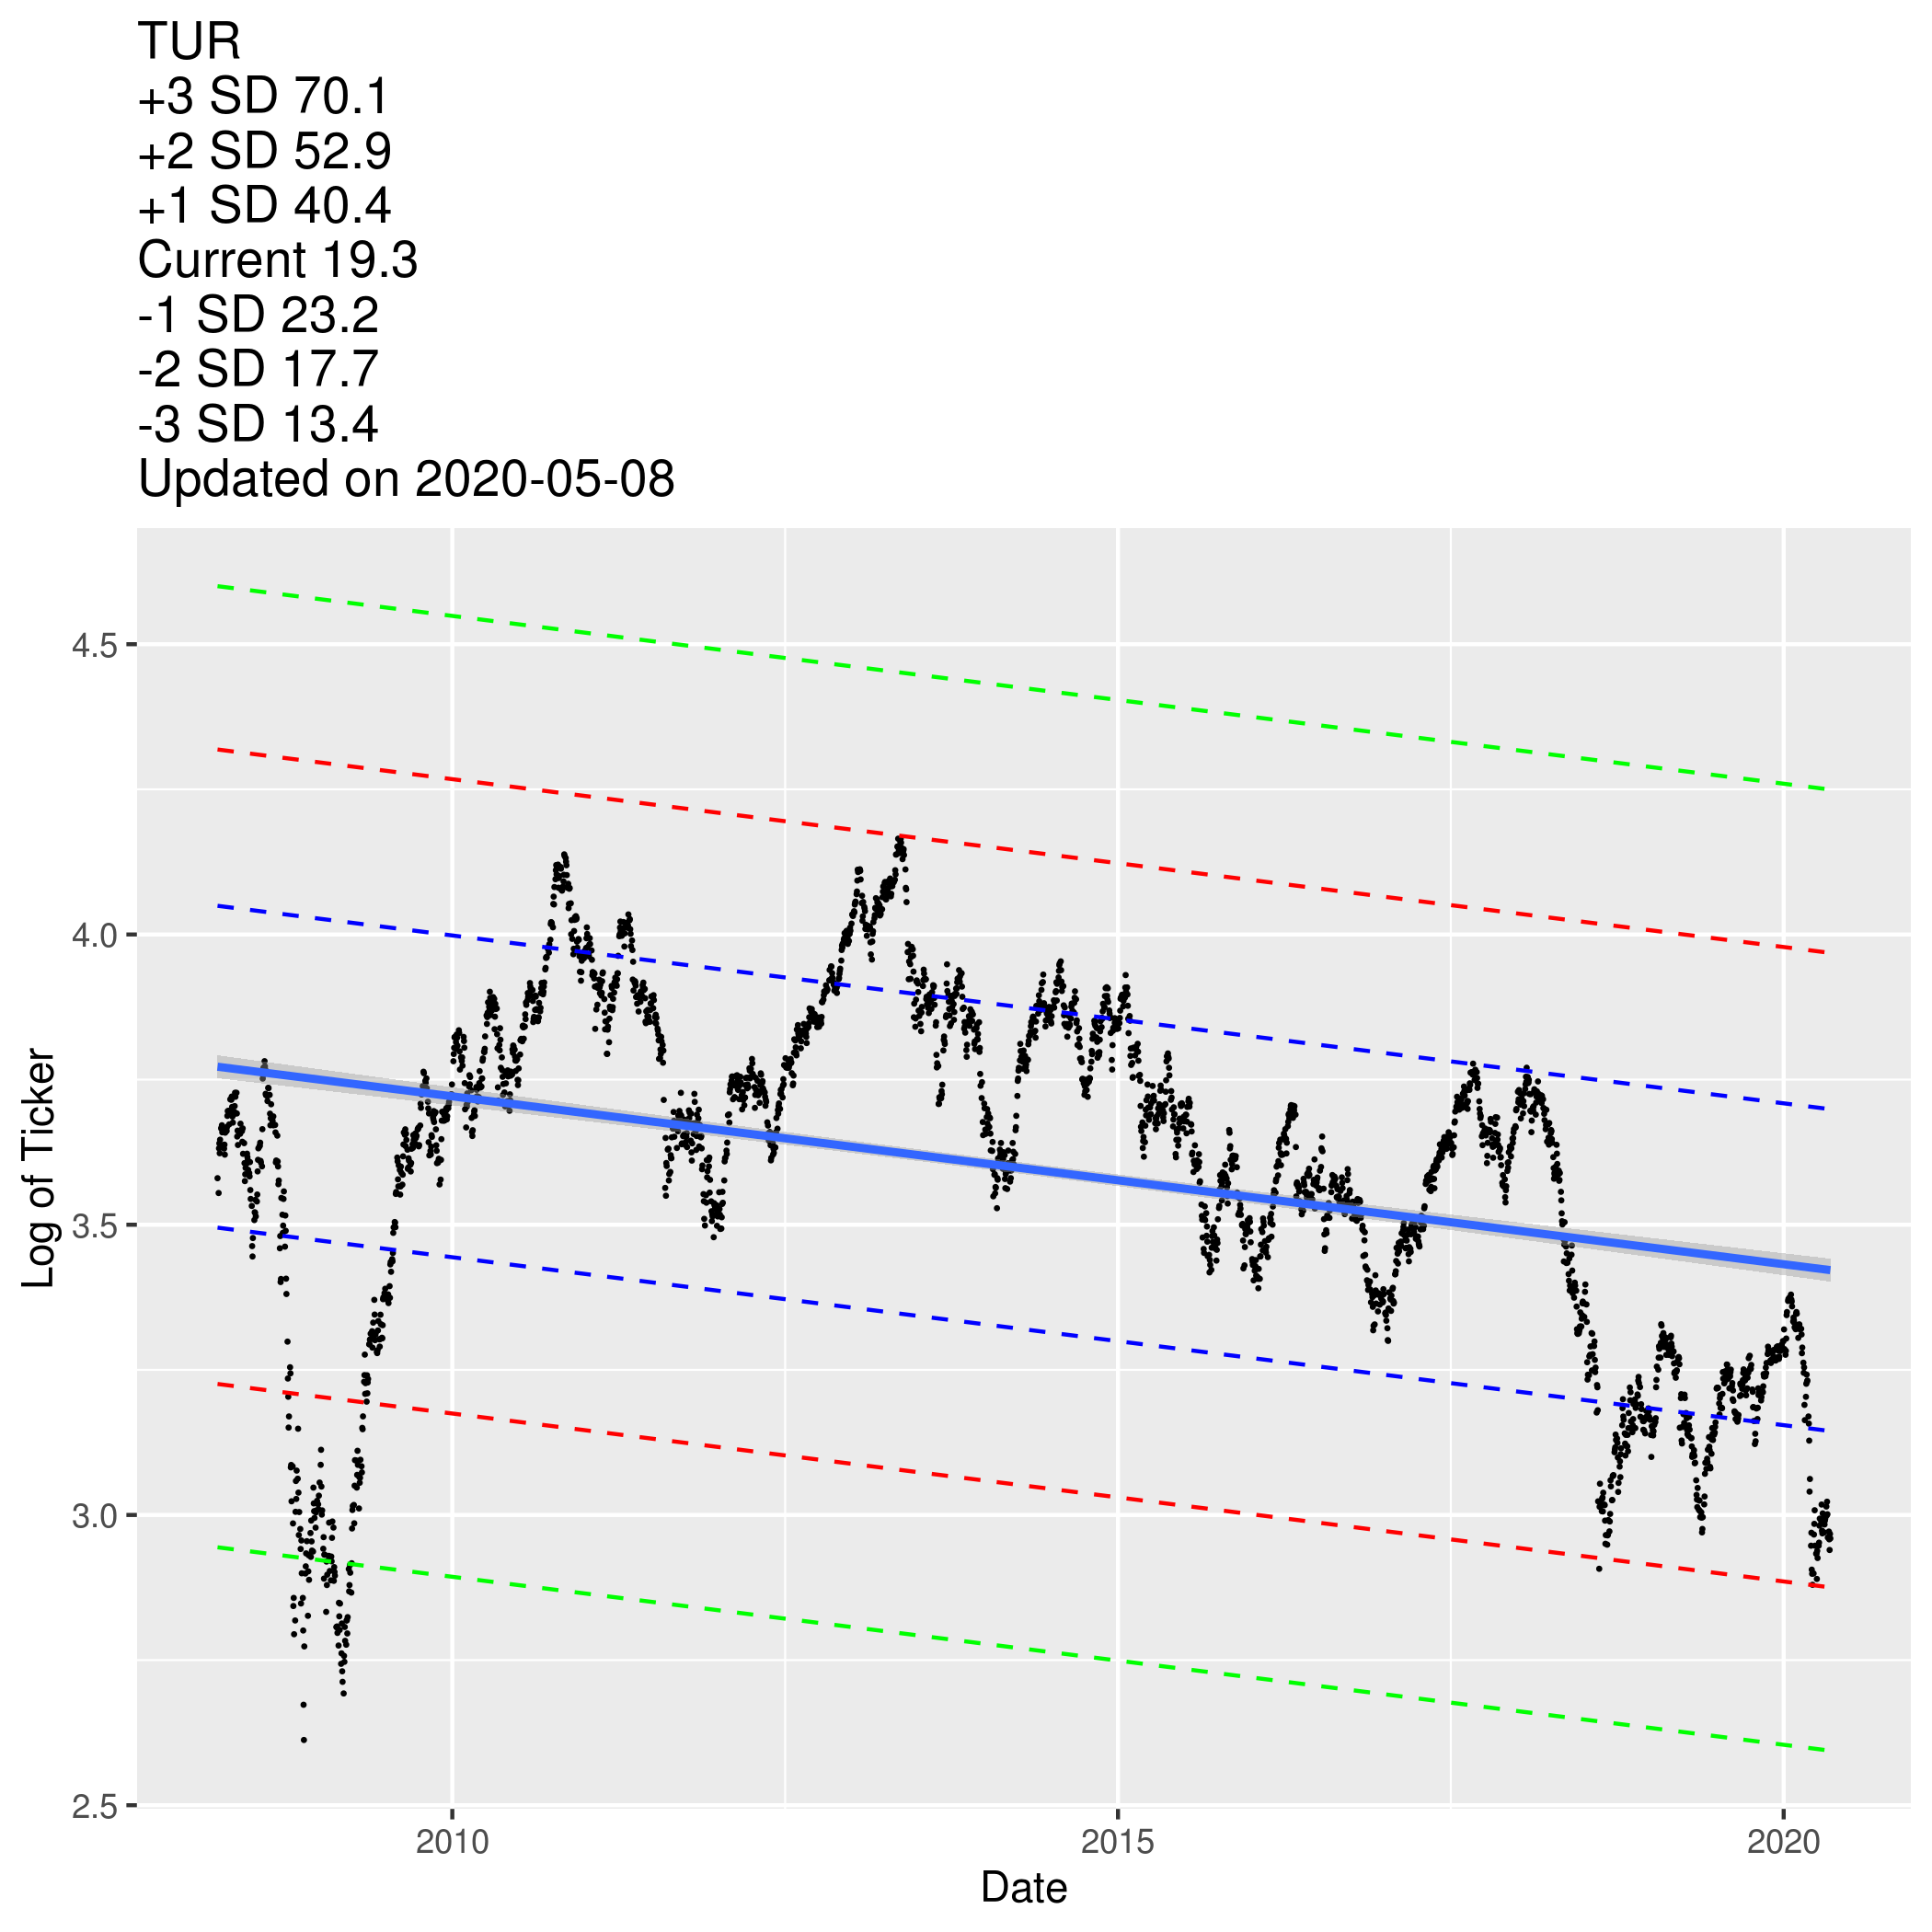 TUR
+3 SD 70.1
+2 SD 52.9
+1 SD 40.4
Current 19.3
-1 SD 23.2
-2 SD 17.7
-3 SD 13.4
Updated on 2020-05-08
4.5
4.0
3.5
3.0
2.5
Log of Ticker
2010 2015 2020
Date